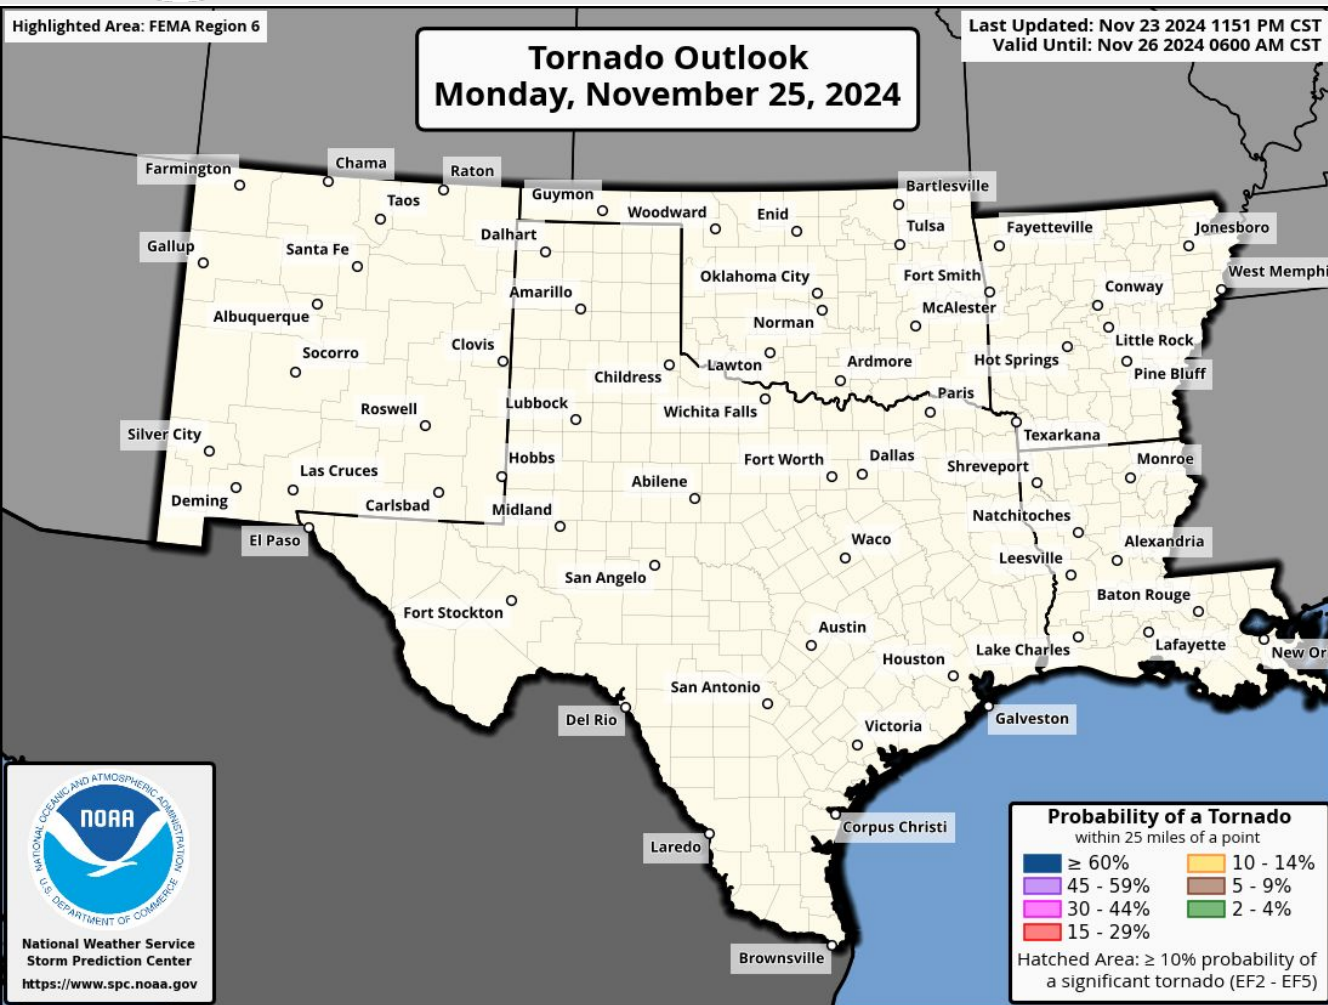 Highlighted Area: FEMA Region 6
Last Updated: Nov 23 2024 1151 PM CST
Valid Until: Nov 26 2024 0600 AM CST
Tornado Outlook
Monday, November 25, 2024
Farmington
Chama
Raton
Taos
Guymon
Woodward
Enid
Bartlesville
Tulsa
Fayetteville
Jonesboro
Gallup
Santa Fe
Dalhart
Oklahoma City
Fort Smith
West Memphi
Amarillo
Conway
Albuquerque
Norman
McAlester
Socorro
Clovis
Childress
Lawton
Ardmore
Hot Springs
Little Rock
Pine Bluff
Roswell
Lubbock
Wichita Falls
Paris
Texarkana
Silver City
Las Cruces
Hobbs
Abilene
Fort Worth
Dallas
Shreveport
Monroe
Deming
Carlsbad
Midland
Natchitoches
El Paso
Waco
Leesville
Alexandria
San Angelo
Fort Stockton
Baton Rouge
Austin
Houston
Lake Charles
Lafayette
New Or
San Antonio
Del Rio
Galveston
Victoria
Corpus Christi
Laredo
Brownsville
NATIONAL OCEANIC AND ATMOSPHERIC ADMINISTRATION
NOAA
U.S. DEPARTMENT OF COMMERCE
National Weather Service
Storm Prediction Center
https://www.spc.noaa.gov
Probability of a Tornado
within 25 miles of a point
≥ 60%
10 - 14%
45 - 59%
5 - 9%
30 - 44%
2 - 4%
15 - 29%
Hatched Area: ≥ 10% probability of
a significant tornado (EF2 - EF5)